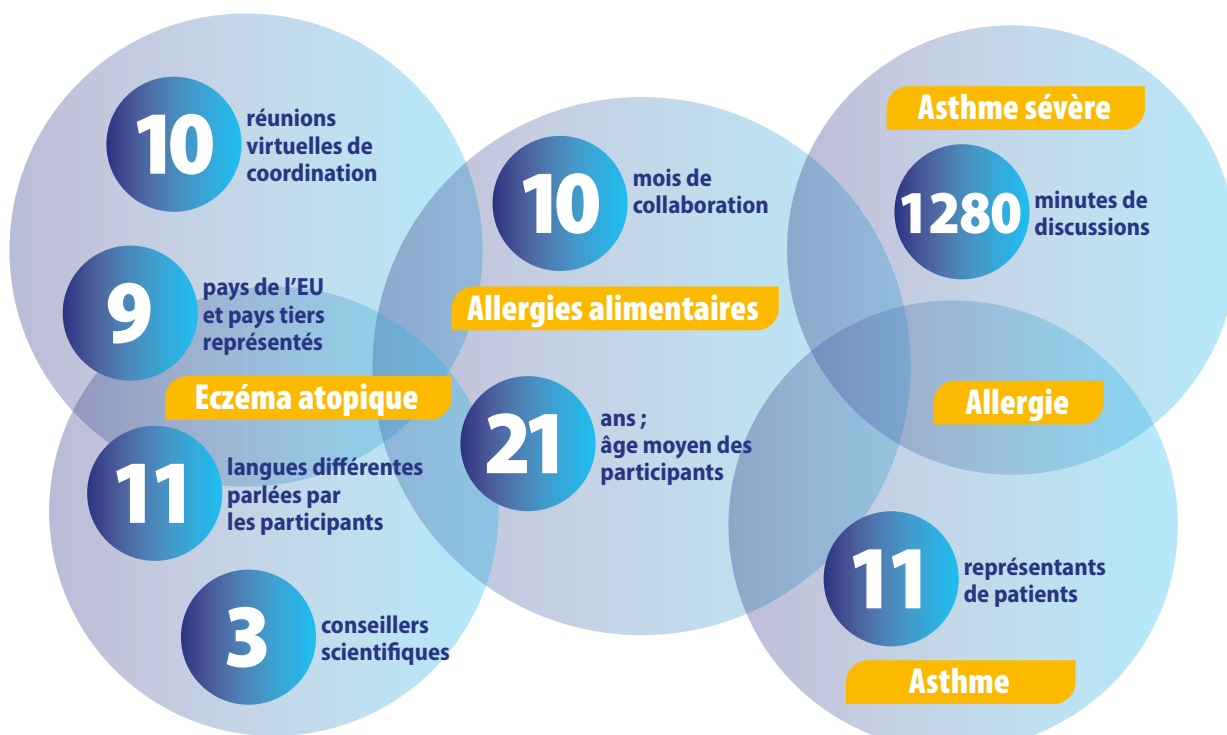 10
réunions
virtuelles de
coordination
9
pays de l'EU
et pays tiers
représentés
Eczéma atopique
11
langues différentes
parlées par
les participants
3
conseillers
scientifiques
10
mois de
collaboration
Allergies alimentaires
21
ans ;
âge moyen des
participants
Asthme sévère
1280
minutes de
discussions
Allergie
11
représentants
de patients
Asthme